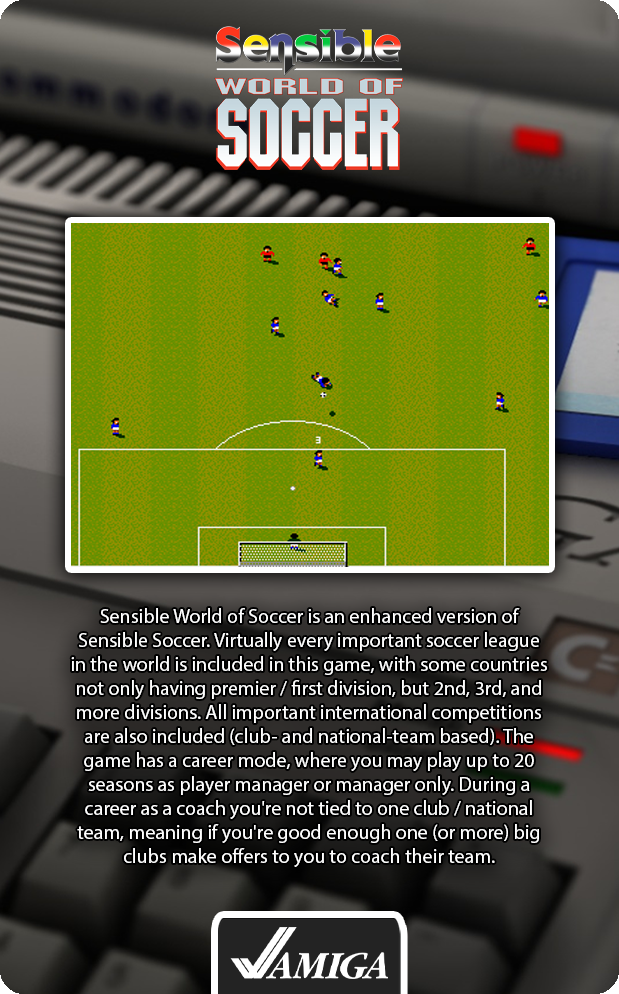 Sensible
WORLD OF
SOCCER
3
Sensible World of Soccer is an enhanced version of
Sensible Soccer. Virtually every important soccer league
in the world is included in this game, with some countries
not only having premier / first division, but 2nd, 3rd, and
more divisions. All important international competitions
are also included (club- and national-team based). The
game has a career mode, where you may play up to 20
seasons as player manager or manager only. During a
career as a coach you're not tied to one club / national
team, meaning if you're good enough one (or more) big
clubs make offers to you to coach their team.
AMIGA